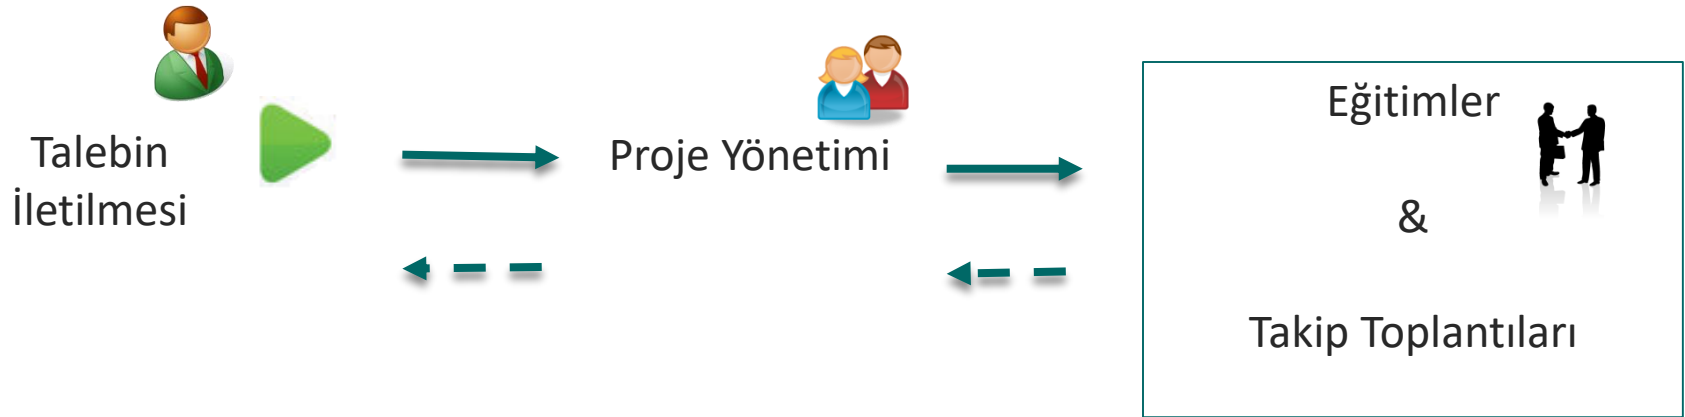 Talebin
İletilmesi
Proje Yönetimi
Eğitimler
&
Takip Toplantıları